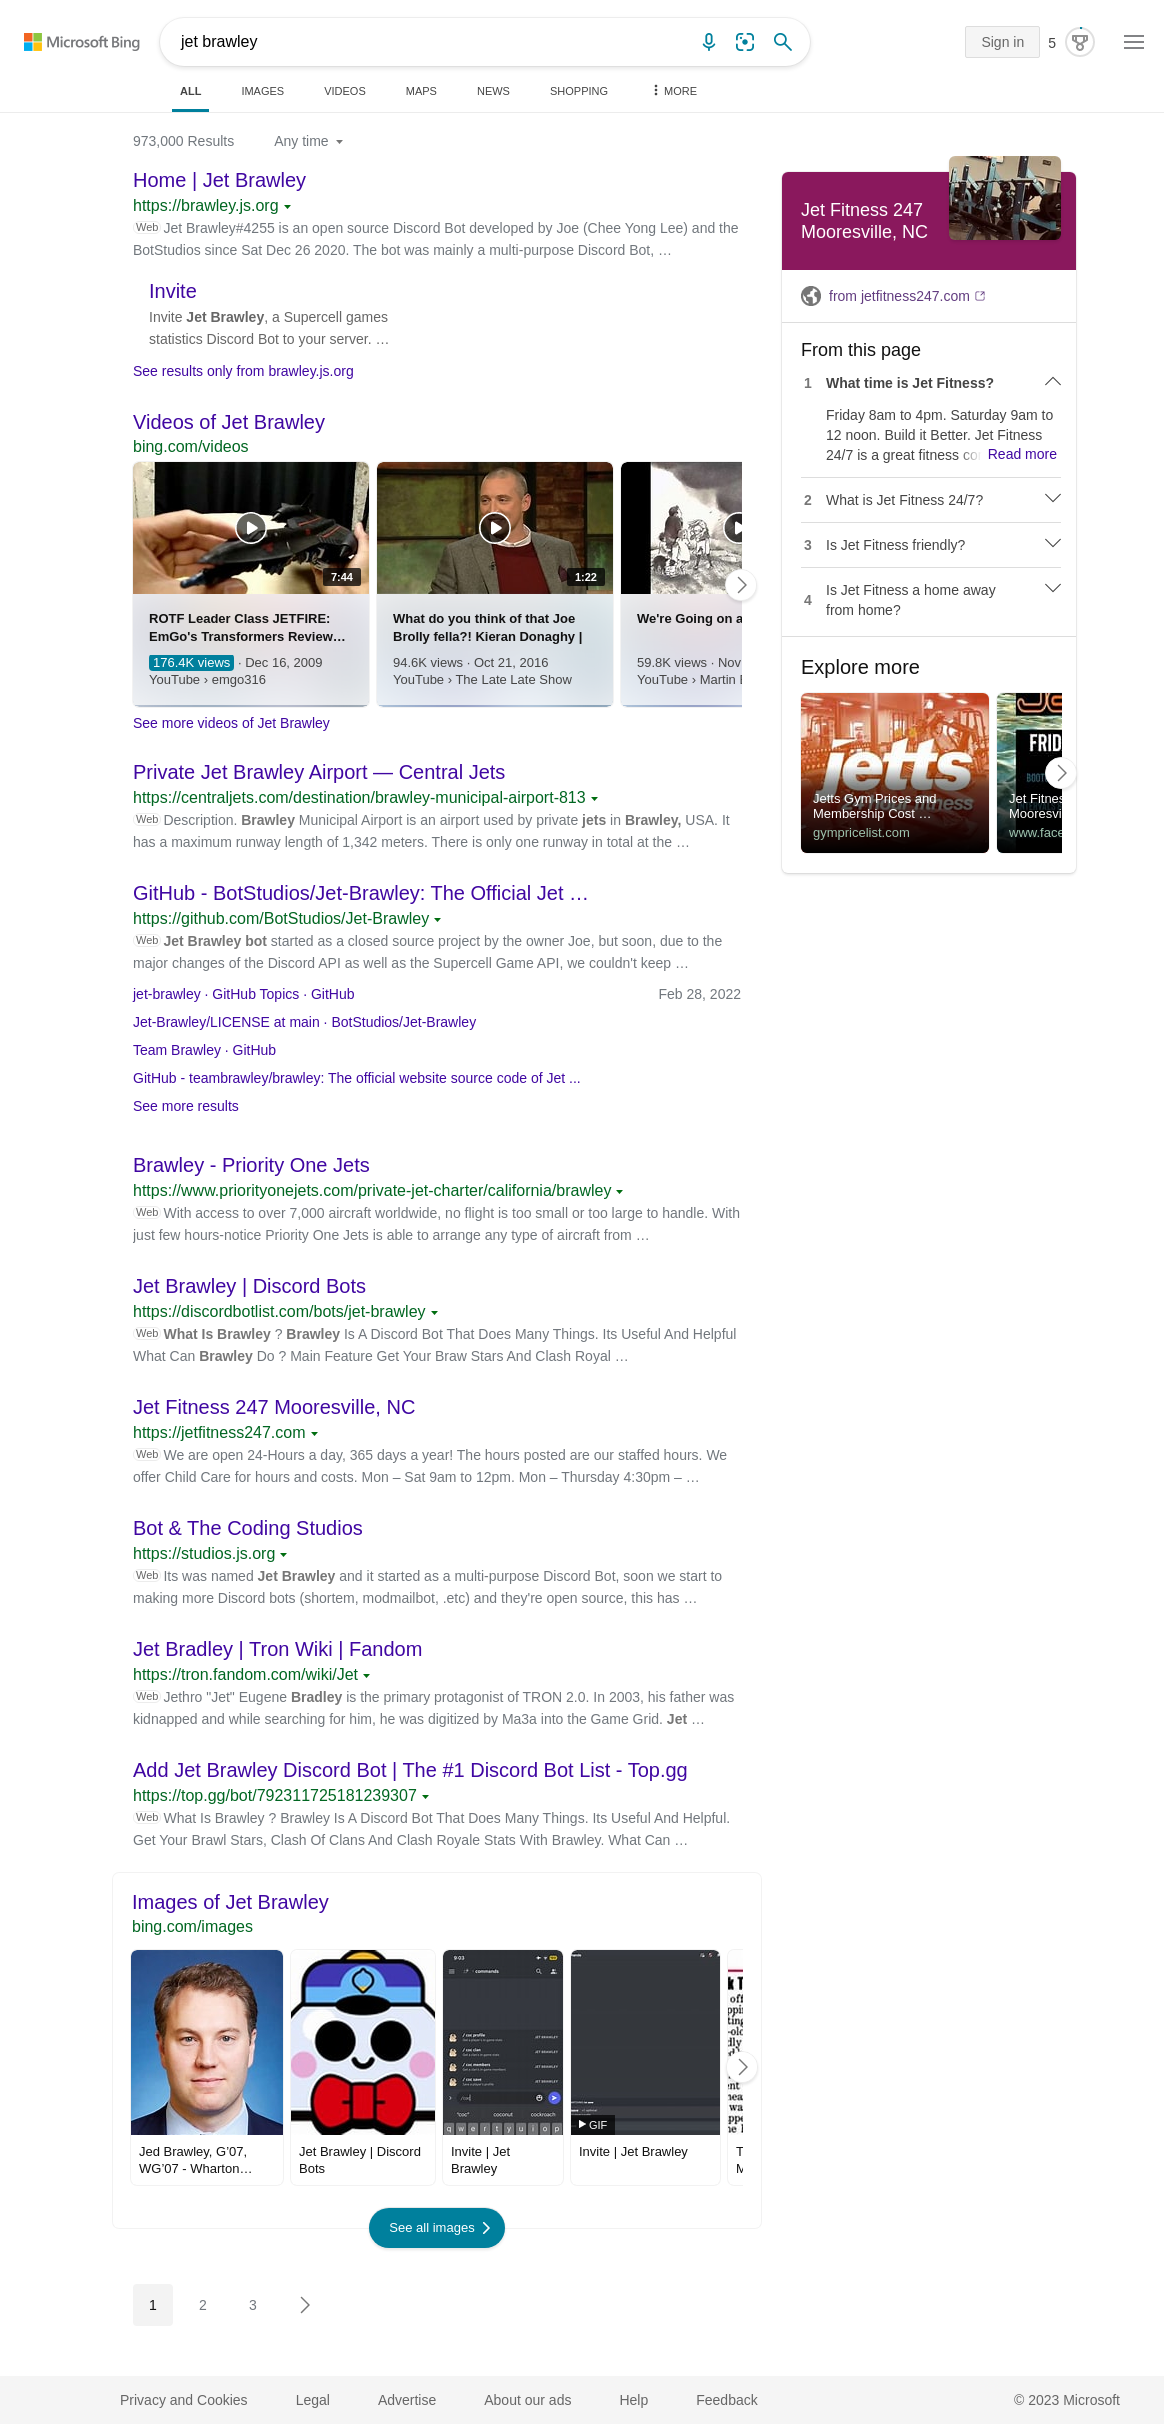 Microsoft Bing
jet brawley
Sign in
5
ALL
IMAGES
VIDEOS
MAPS
NEWS
SHOPPING
MORE
973,000 Results
Any time
Home | Jet Brawley
https://brawley.js.org
Web Jet Brawley#4255 is an open source Discord Bot developed by Joe (Chee Yong Lee) and the
BotStudios since Sat Dec 26 2020. The bot was mainly a multi-purpose Discord Bot, …
Invite
Invite Jet Brawley, a Supercell games
statistics Discord Bot to your server. …
See results only from brawley.js.org
Videos of Jet Brawley
bing.com/videos
7:44
ROTF Leader Class JETFIRE:
EmGo's Transformers Review…
176.4K views · Dec 16, 2009
YouTube › emgo316
1:22
What do you think of that Joe
Brolly fella?! Kieran Donaghy |
94.6K views · Oct 21, 2016
YouTube › The Late Late Show
We're Going on a
59.8K views · Nov
YouTube › Martin
See more videos of Jet Brawley
Private Jet Brawley Airport — Central Jets
https://centraljets.com/destination/brawley-municipal-airport-813
Web Description. Brawley Municipal Airport is an airport used by private jets in Brawley, USA. It
has a maximum runway length of 1,342 meters. There is only one runway in total at the …
GitHub - BotStudios/Jet-Brawley: The Official Jet …
https://github.com/BotStudios/Jet-Brawley
Web Jet Brawley bot started as a closed source project by the owner Joe, but soon, due to the
major changes of the Discord API as well as the Supercell Game API, we couldn't keep …
jet-brawley · GitHub Topics · GitHub
Feb 28, 2022
Jet-Brawley/LICENSE at main · BotStudios/Jet-Brawley
Team Brawley · GitHub
GitHub - teambrawley/brawley: The official website source code of Jet ...
See more results
Brawley - Priority One Jets
https://www.priorityonejets.com/private-jet-charter/california/brawley
Web With access to over 7,000 aircraft worldwide, no flight is too small or too large to handle. With
just few hours-notice Priority One Jets is able to arrange any type of aircraft from …
Jet Brawley | Discord Bots
https://discordbotlist.com/bots/jet-brawley
Web What Is Brawley ? Brawley Is A Discord Bot That Does Many Things. Its Useful And Helpful
What Can Brawley Do ? Main Feature Get Your Braw Stars And Clash Royal …
Jet Fitness 247 Mooresville, NC
https://jetfitness247.com
Web We are open 24-Hours a day, 365 days a year! The hours posted are our staffed hours. We
offer Child Care for hours and costs. Mon – Sat 9am to 12pm. Mon – Thursday 4:30pm – …
Bot & The Coding Studios
https://studios.js.org
Web Its was named Jet Brawley and it started as a multi-purpose Discord Bot, soon we start to
making more Discord bots (shortem, modmailbot, .etc) and they're open source, this has …
Jet Bradley | Tron Wiki | Fandom
https://tron.fandom.com/wiki/Jet
Web Jethro "Jet" Eugene Bradley is the primary protagonist of TRON 2.0. In 2003, his father was
kidnapped and while searching for him, he was digitized by Ma3a into the Game Grid. Jet …
Add Jet Brawley Discord Bot | The #1 Discord Bot List - Top.gg
https://top.gg/bot/792311725181239307
Web What Is Brawley ? Brawley Is A Discord Bot That Does Many Things. Its Useful And Helpful.
Get Your Brawl Stars, Clash Of Clans And Clash Royale Stats With Brawley. What Can …
Images of Jet Brawley
bing.com/images
Jed Brawley, G'07,
WG'07 - Wharton…
Jet Brawley | Discord
Bots
9:03
commands
/ coc profile
JET BRAWLEY
/ coc clan
JET BRAWLEY
/ coc members
JET BRAWLEY
/ coc save
JET BRAWLEY
"coc"
coconut
cockroach
q w e r t y u i o p
Invite | Jet
Brawley
GIF
Invite | Jet Brawley
See all images
1
2
3
Jet Fitness 247
Mooresville, NC
from jetfitness247.com
From this page
1 What time is Jet Fitness?
Friday 8am to 4pm. Saturday 9am to
12 noon. Build it Better. Jet Fitness
24/7 is a great fitness Read more
2 What is Jet Fitness 24/7?
3 Is Jet Fitness friendly?
4 Is Jet Fitness a home away
from home?
Explore more
jetts
24 hour fitness
Jetts Gym Prices and
Membership Cost …
gympricelist.com
FRID
BOOT
Jet Fitnes
Mooresvi
www.face
Privacy and Cookies
Legal
Advertise
About our ads
Help
Feedback
© 2023 Microsoft